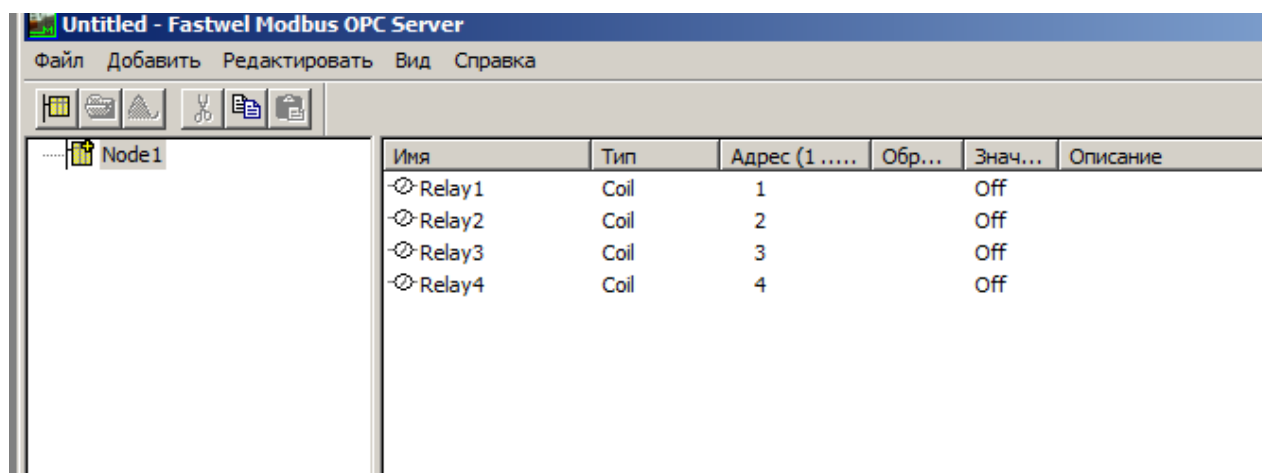 Untitled - Fastwel Modbus OPC Server
Файл Добавить Редактировать Вид Справка
Node1
Имя Тип Адрес (1 ..... Обр... Знач... Описание
Relay1 Coil 1 Off
Relay2 Coil 2 Off
Relay3 Coil 3 Off
Relay4 Coil 4 Off